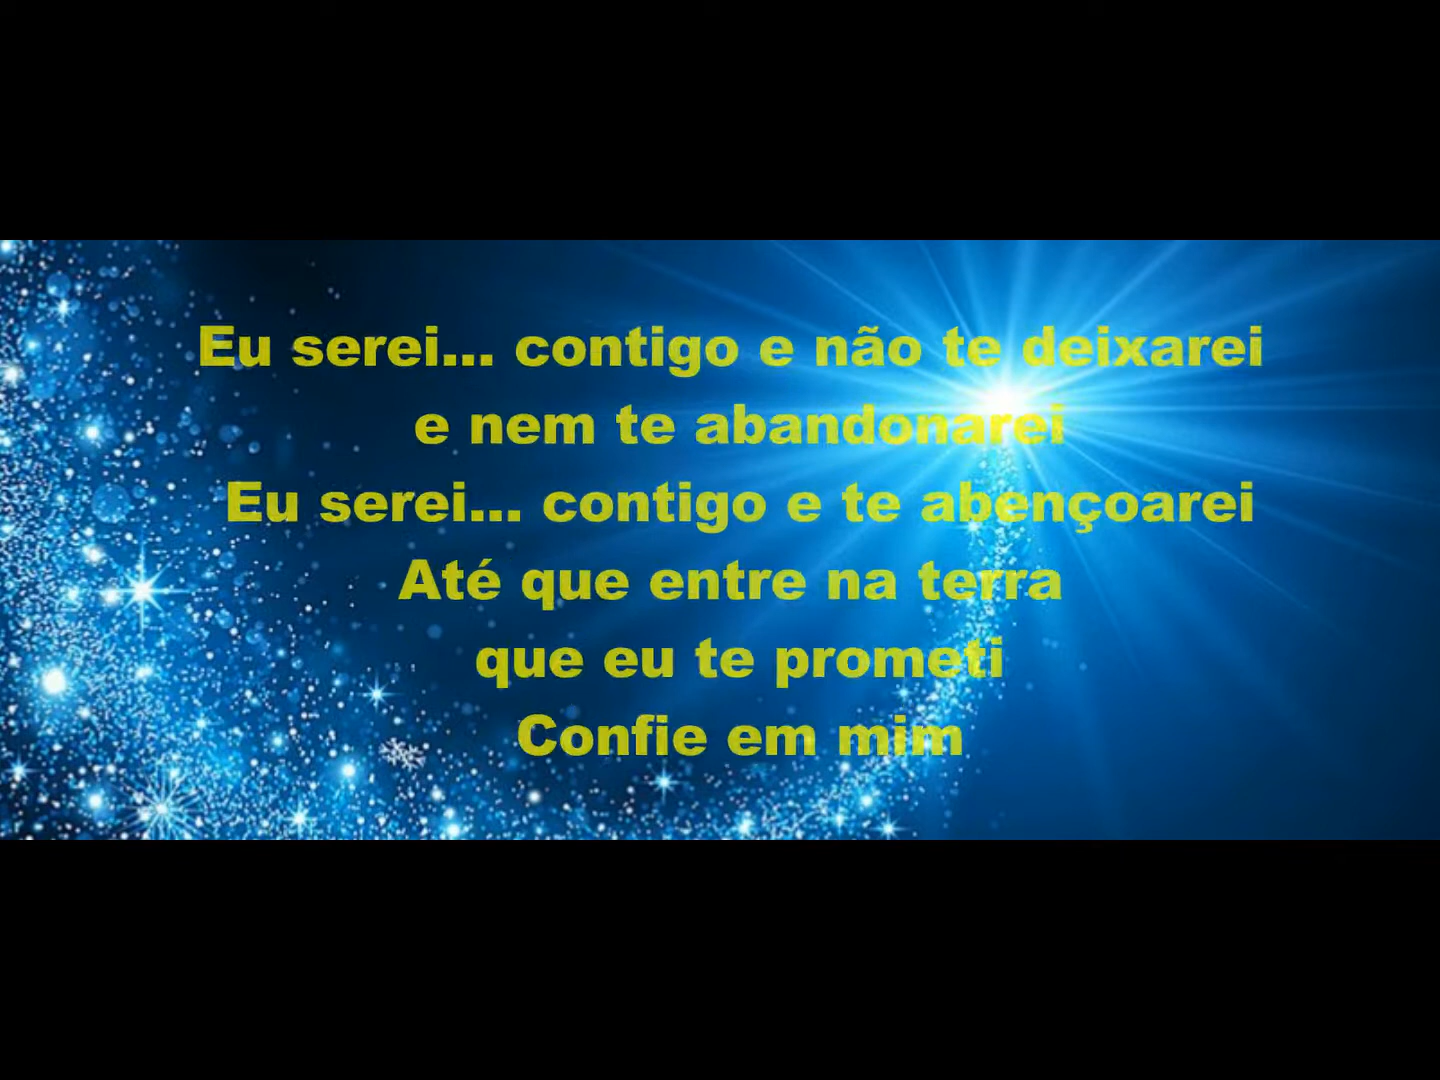 Eu serei... contigo e não te deixarei
e nem te abandonarei
Eu serei... contigo e te abençoarei
Até que entre na terra
que eu te prometi
Confie em mim